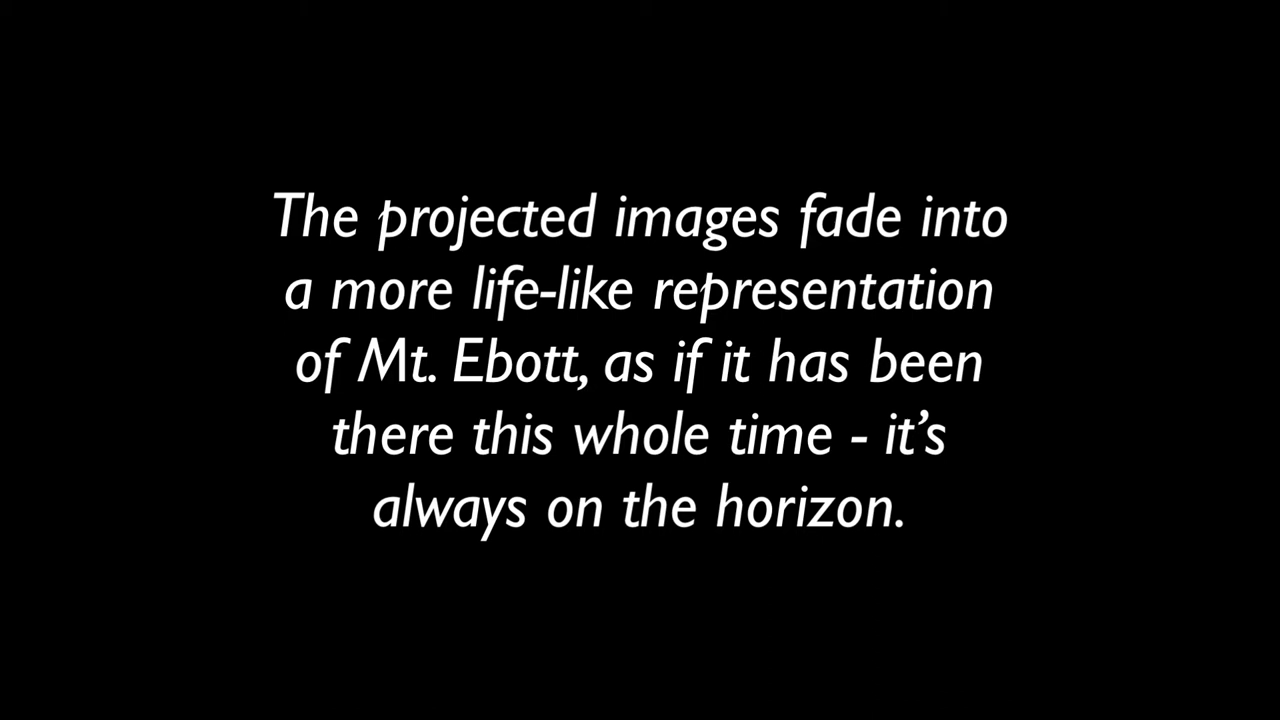 The projected images fade into
a more life-like representation
of Mt. Ebott, as if it has been
there this whole time - it’s
always on the horizon.